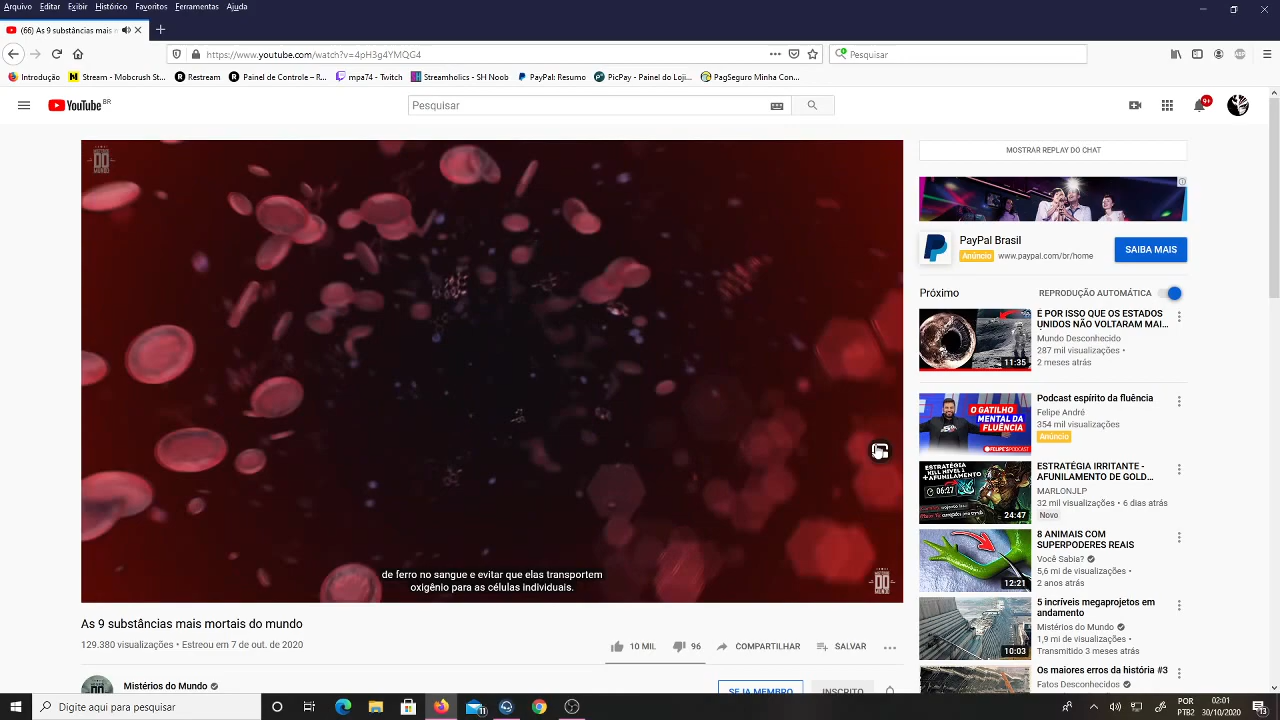 Arquivo Editar Exibir Histórico Favoritos Ferramentas Ajuda
(66) As 9 substâncias mais
https://www.youtube.com/watch?v=4pH3g4YMQG4
Pesquisar
Introdução
Stream - Mobcrush St...
Restream
Painel de Controle – R...
mpa74 - Twitch
Streamholics - SH Noob
PayPal: Resumo
PicPay - Painel do Loji...
PagSeguro Minha Con...
YouTube BR
Pesquisar
9+
MOSTRAR REPLAY DO CHAT
PayPal Brasil
Anúncio www.paypal.com/br/home
SAIBA MAIS
Próximo
REPRODUÇÃO AUTOMÁTICA
E POR ISSO QUE OS ESTADOS
UNIDOS NÃO VOLTARAM MAI...
Mundo Desconhecido
287 mil visualizações •
2 meses atrás
11:35
Podcast espírito da fluência
Felipe André
354 mil visualizações
Anúncio
O GATILHO
MENTAL DA
FLUÊNCIA
FELIPE'SPODCAST
ESTRATÉGIA IRRITANTE -
AFUNILAMENTO DE GOLD...
MARLONJLP
32 mil visualizações • 6 dias atrás
Novo
ESTRATÉGIA
KILL NIVEL 1
+AFUNILAMENTO
06:27
24:47
8 ANIMAIS COM
SUPERPODERES REAIS
Você Sabia?
5,6 mi de visualizações •
2 anos atrás
12:21
5 incríveis megaprojetos em
andamento
Mistérios do Mundo
1,9 mi de visualizações •
Transmitido 3 meses atrás
10:03
Os maiores erros da história #3
Fatos Desconhecidos
de ferro no sangue e evitar que elas transportem
oxigênio para as células individuais.
As 9 substâncias mais mortais do mundo
129.380 visualizações • Estreou em 7 de out. de 2020
10 MIL
96
COMPARTILHAR
SALVAR
Mistérios do Mundo
SEJA MEMBRO
INSCRITO
Digite aqui para pesquisar
POR
PTB2
02:01
30/10/2020